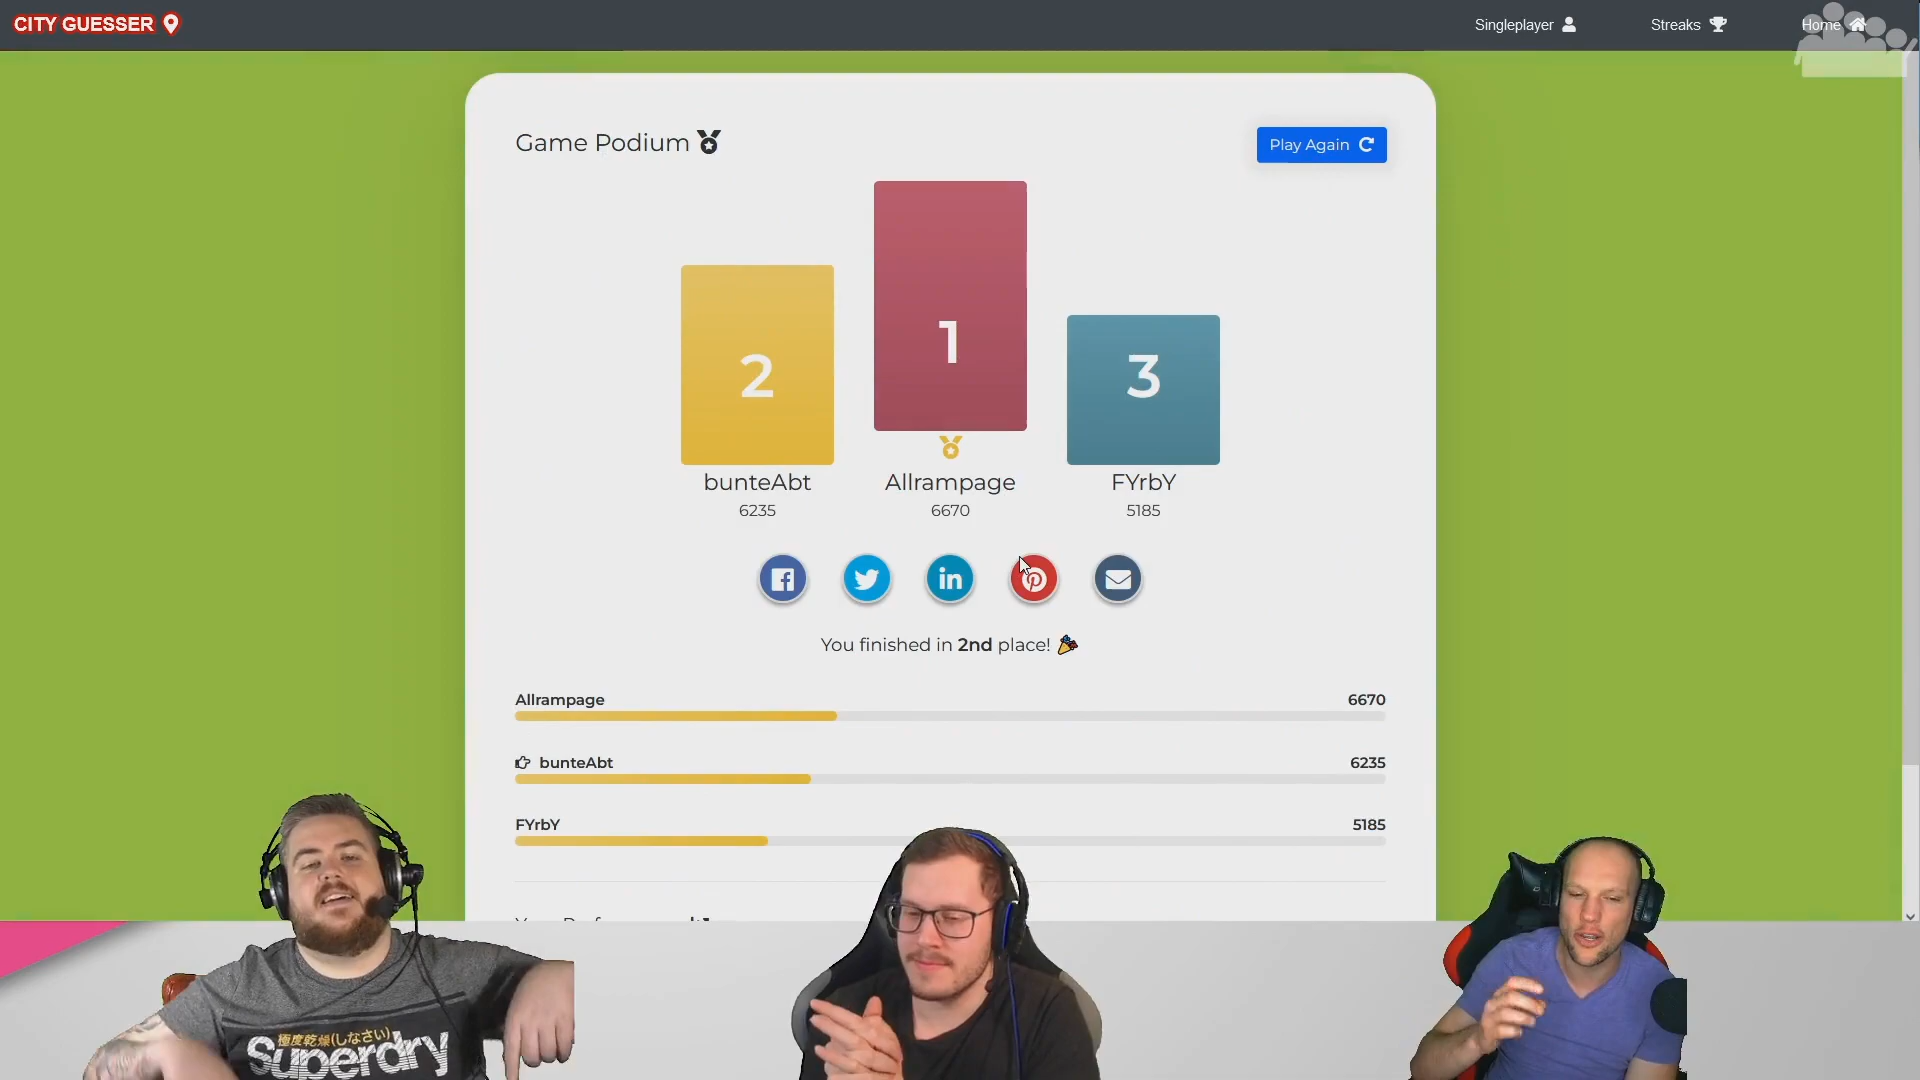 CITY GUESSER
Singleplayer
Streaks
Home
Game Podium
Play Again
2
1
3
bunteAbt
Allrampage
FYrbY
6235
6670
5185
You finished in 2nd place!
Allrampage
6670
bunteAbt
6235
FYrbY
5185
極度乾燥(しなさい)
Superdry